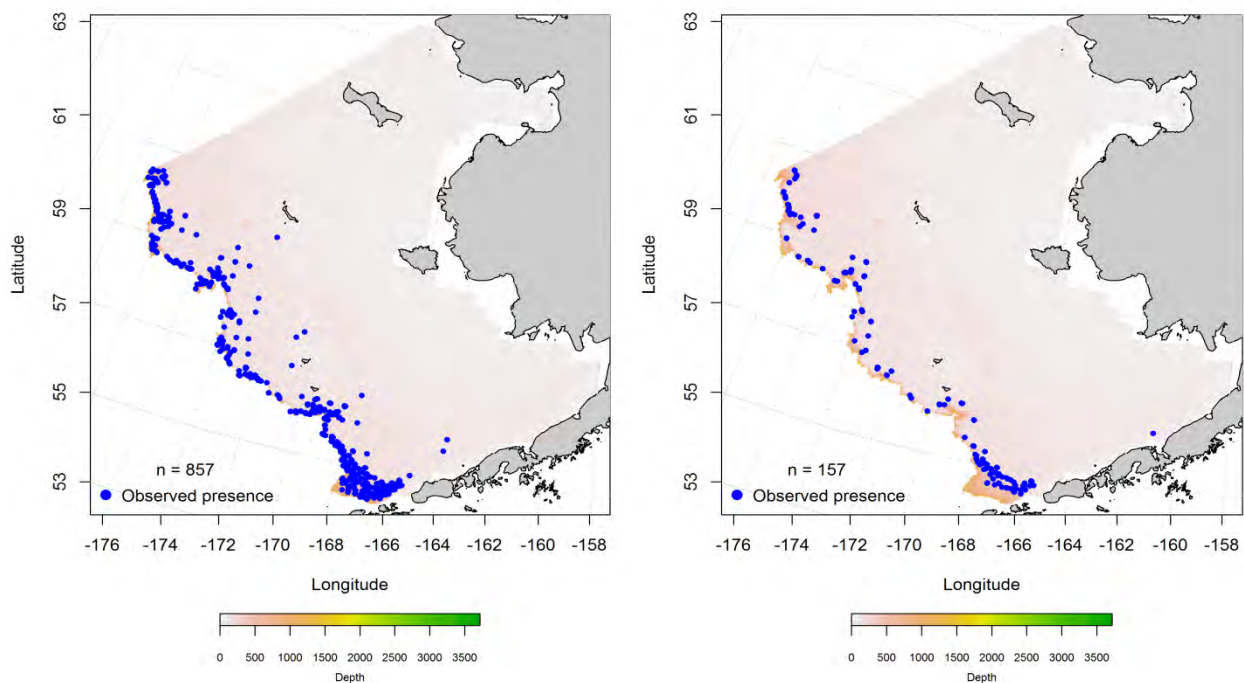 63
61
59
57
55
53
Latitude
n = 857
Observed presence
-176 -174 -172 -170 -168 -166 -164 -162 -160 -158
Longitude
0 500 1000 1500 2000 2500 3000 3500
Depth
63
61
59
57
55
53
Latitude
n = 157
Observed presence
-176 -174 -172 -170 -168 -166 -164 -162 -160 -158
Longitude
0 500 1000 1500 2000 2500 3000 3500
Depth